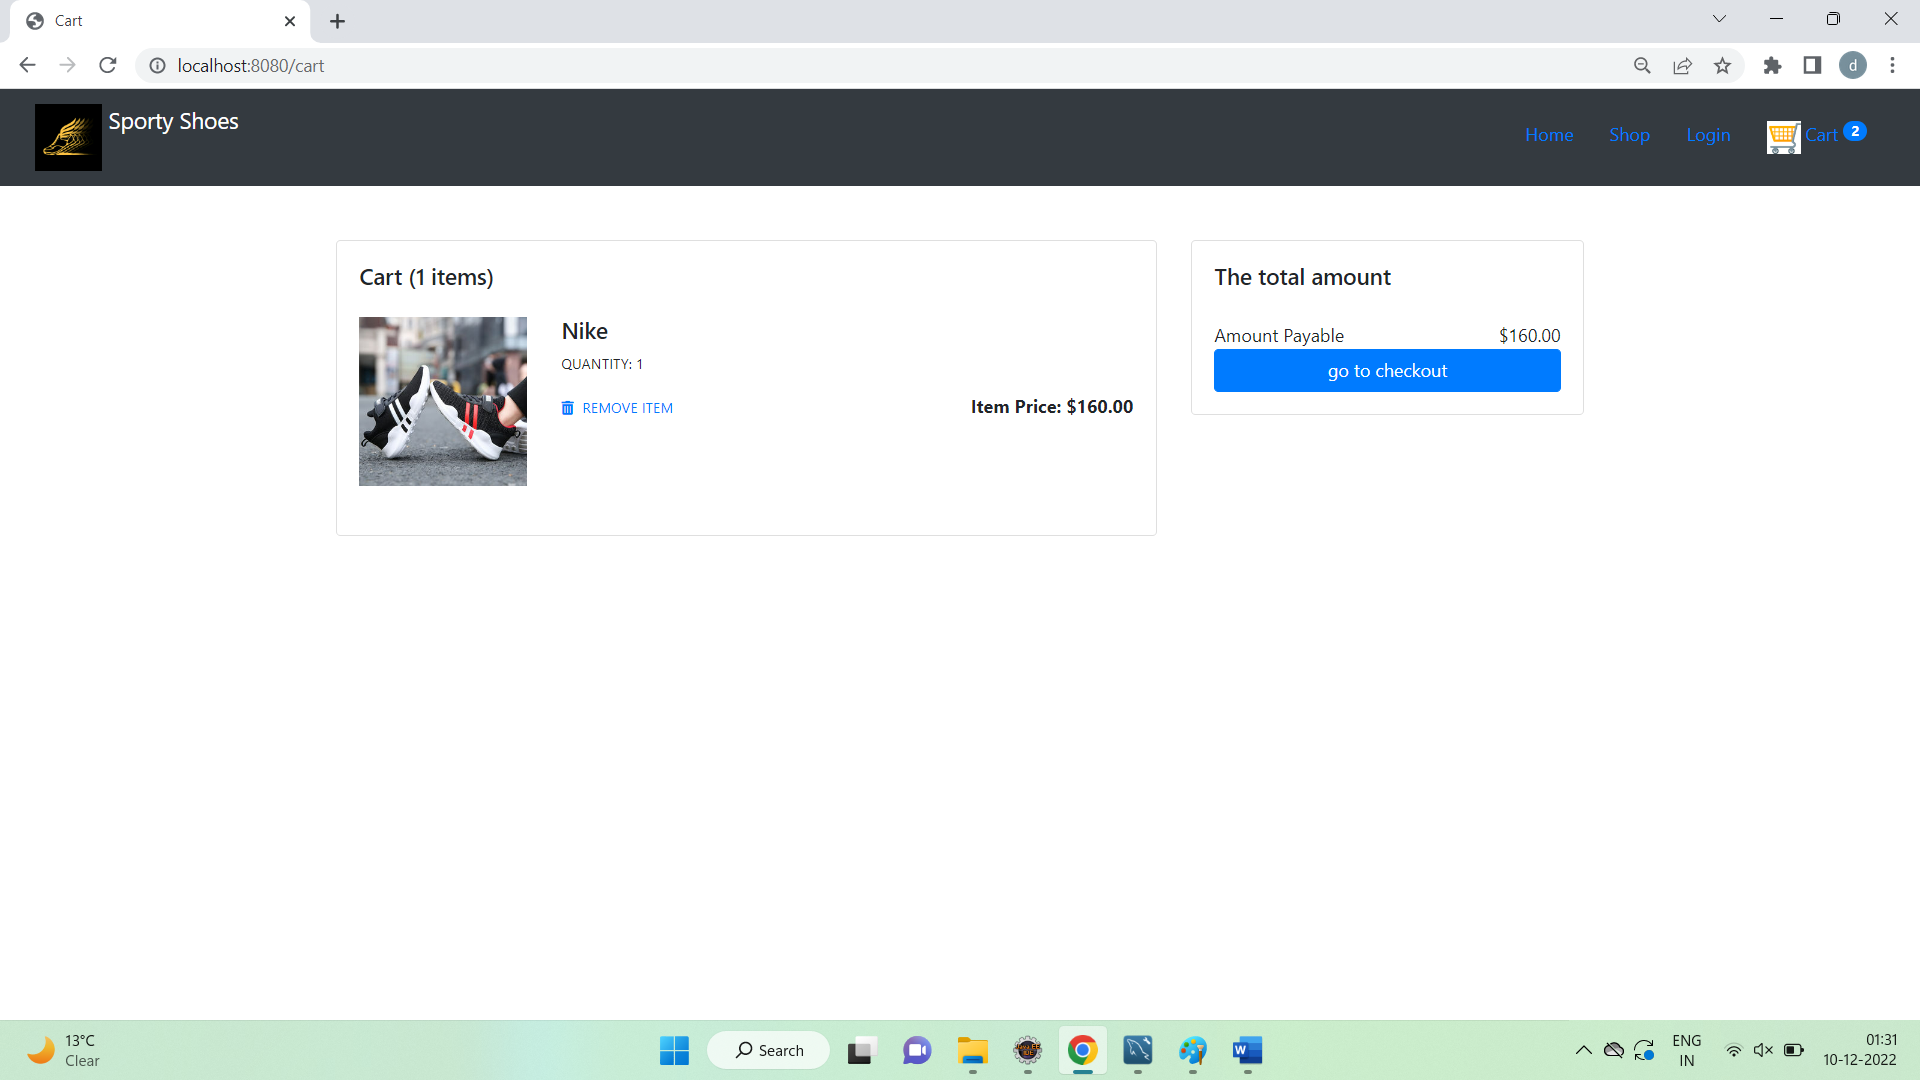 Cart
localhost:8080/cart
d
Sporty Shoes
Home
Shop
Login
Cart 2
Cart (1 items)
Nike
QUANTITY: 1
REMOVE ITEM
Item Price: $160.00
The total amount
Amount Payable
$160.00
go to checkout
13°C
Clear
Search
W
ENG
IN
01:31
10-12-2022